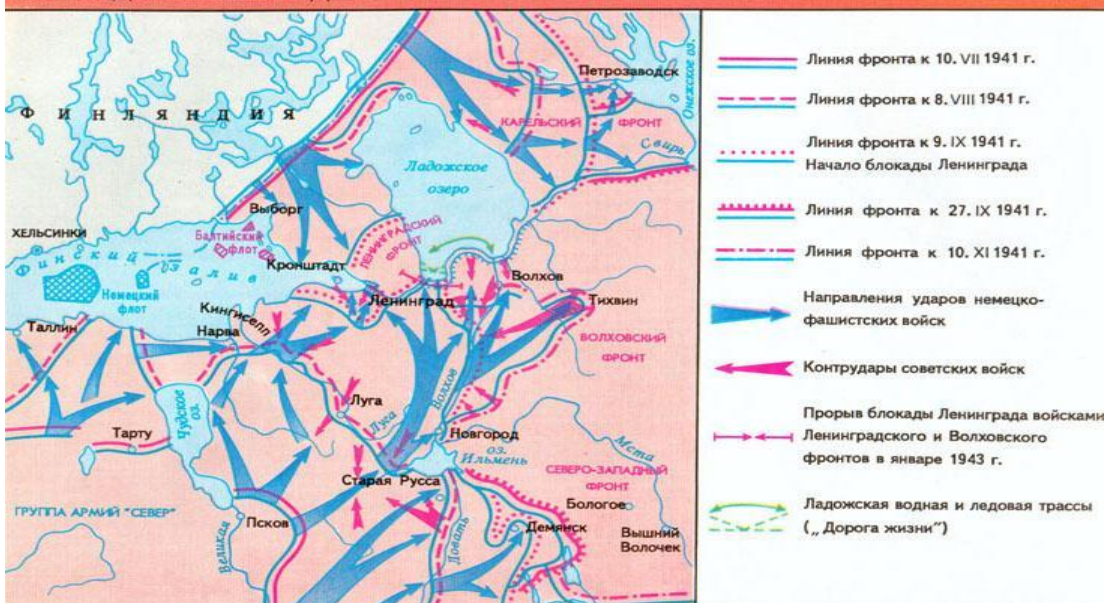 ФИНЛЯНДИЯ
ХЕЛЬСИНКИ
Финский залив
Немецкий
флот
Балтийский
флот
Выборг
Кронштадт
ЛЕНИНГРАДСКИЙ
ФРОНТ
Ладожское
озеро
Петрозаводск
Онежское оз.
КАРЕЛЬСКИЙ ФРОНТ
Свирь
Ленинград
Волхов
Тихвин
ВОЛХОВСКИЙ
ФРОНТ
Таллин
Нарва
Кингисепп
Чудское
оз.
Тарту
Луга
Луга
Волхов
Новгород
оз.
Ильмень
Мста
Старая Русса
СЕВЕРО-ЗАПАДНЫЙ
ФРОНТ
Бологое
Вышний
Волочек
Демянск
Ловать
ГРУППА АРМИЙ "СЕВЕР"
Псков
Великая
Линия фронта к 10. VII 1941 г.
Линия фронта к 8. VIII 1941 г.
Линия фронта к 9. IX 1941 г.
Начало блокады Ленинграда
Линия фронта к 27. IX 1941 г.
Линия фронта к 10. XI 1941 г.
Направления ударов немецко-
фашистских войск
Контрудары советских войск
Прорыв блокады Ленинграда войсками
Ленинградского и Волховского
фронтов в январе 1943 г.
Ладожская водная и ледовая трассы
(„ Дорога жизни")